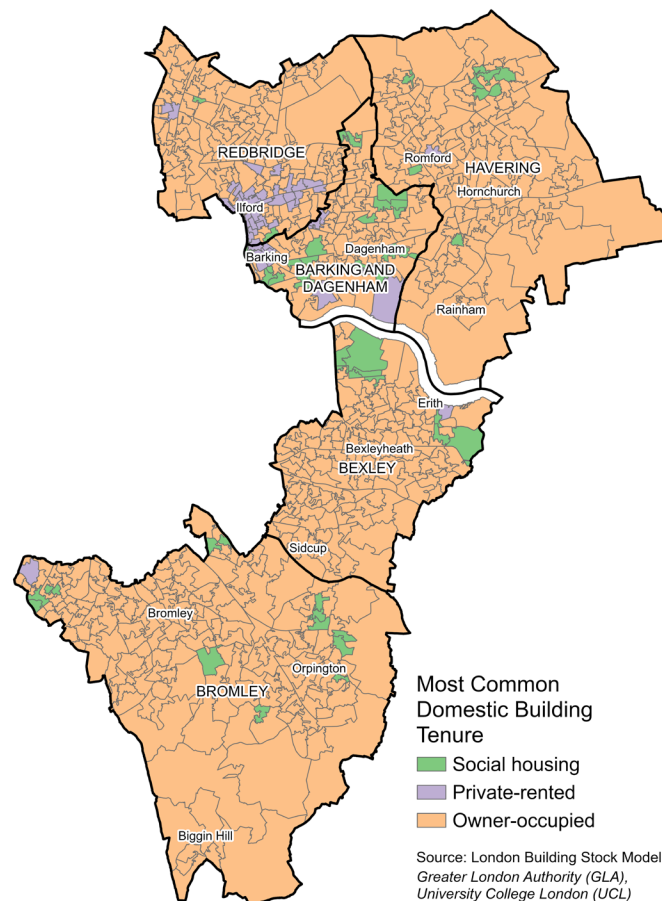 REDBRIDGE
Romford
HAVERING
Hornchurch
Ilford
Barking
Dagenham
BARKING AND
DAGENHAM
Rainham
Erith
Bexleyheath
BEXLEY
Sidcup
Bromley
Orpington
BROMLEY
Biggin Hill
Most Common
Domestic Building
Tenure
Social housing
Private-rented
Owner-occupied
Source: London Building Stock Model
Greater London Authority (GLA),
University College London (UCL)